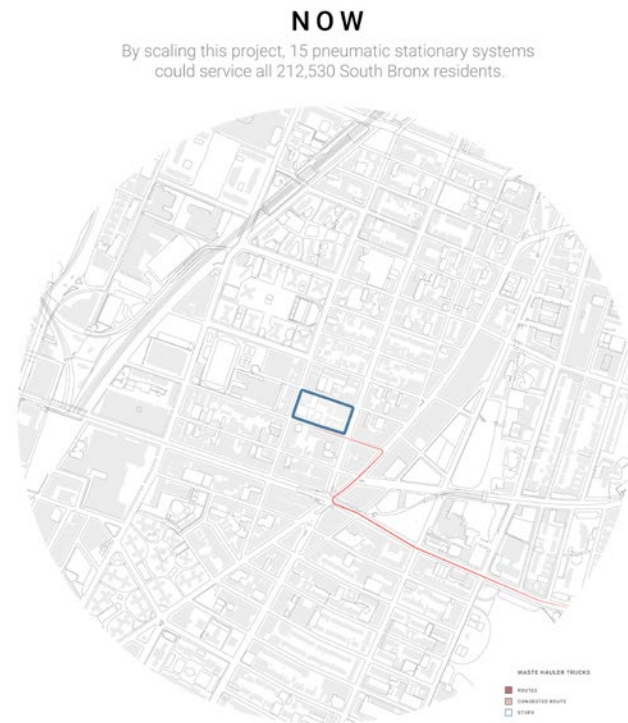 NOW
By scaling this project, 15 pneumatic stationary systems
could service all 212,530 South Bronx residents.
WASTE HAULER TRUCKS
ROUTES
CONGESTED ROUTE
STOPS